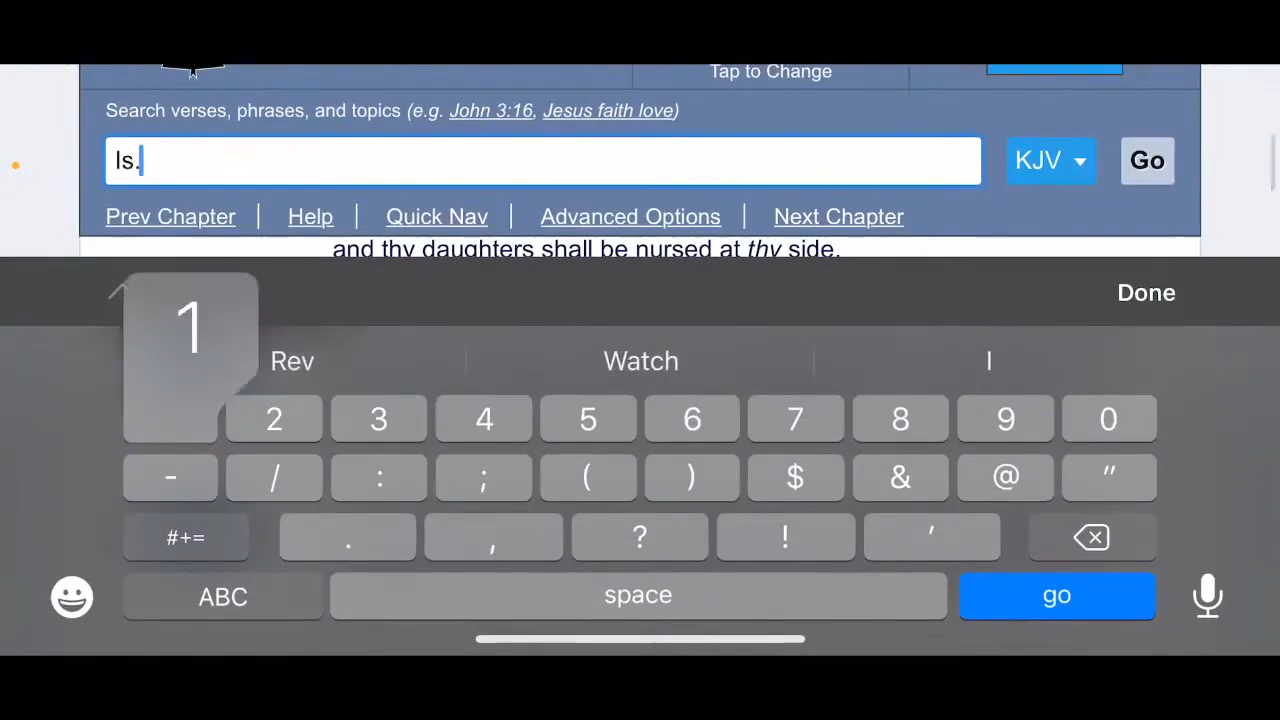 Tap to Change
Search verses, phrases, and topics (e.g. John 3:16, Jesus faith love)
Is.
KJV
Go
Prev Chapter | Help | Quick Nav | Advanced Options | Next Chapter
and thy daughters shall be nursed at thy side.
Done
1
Rev Watch I
2 3 4 5 6 7 8 9 0
- / : ; ( ) $ & @ "
#+= . , ? ! '
ABC space go